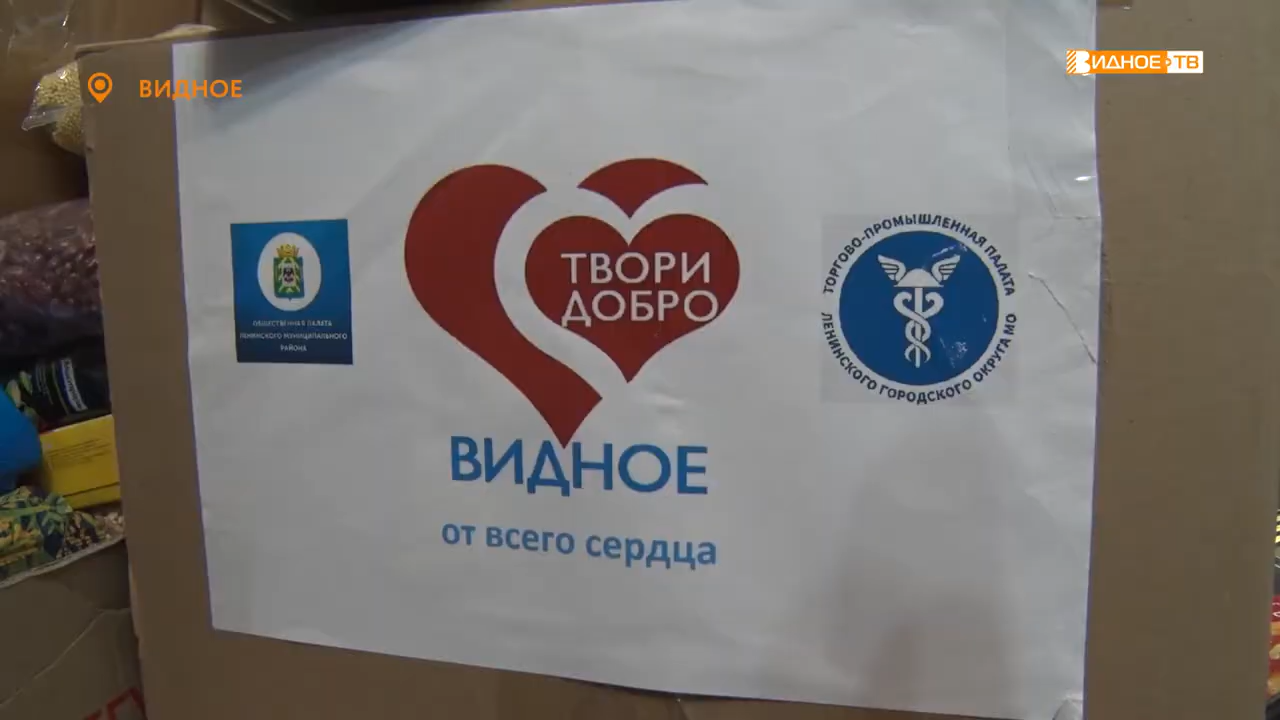 ВИДНОЕ
ВИДНОЕ ТВ
ТВОРИ
ДОБРО
ОБЩЕСТВЕННАЯ ПАЛАТА
ЛЕНИНСКОГО МУНИЦИПАЛЬНОГО
РАЙОНА
ТОРГОВО-ПРОМЫШЛЕННАЯ ПАЛАТА
ЛЕНИНСКОГО ГОРОДСКОГО ОКРУГА МО
ВИДНОЕ
от всего сердца